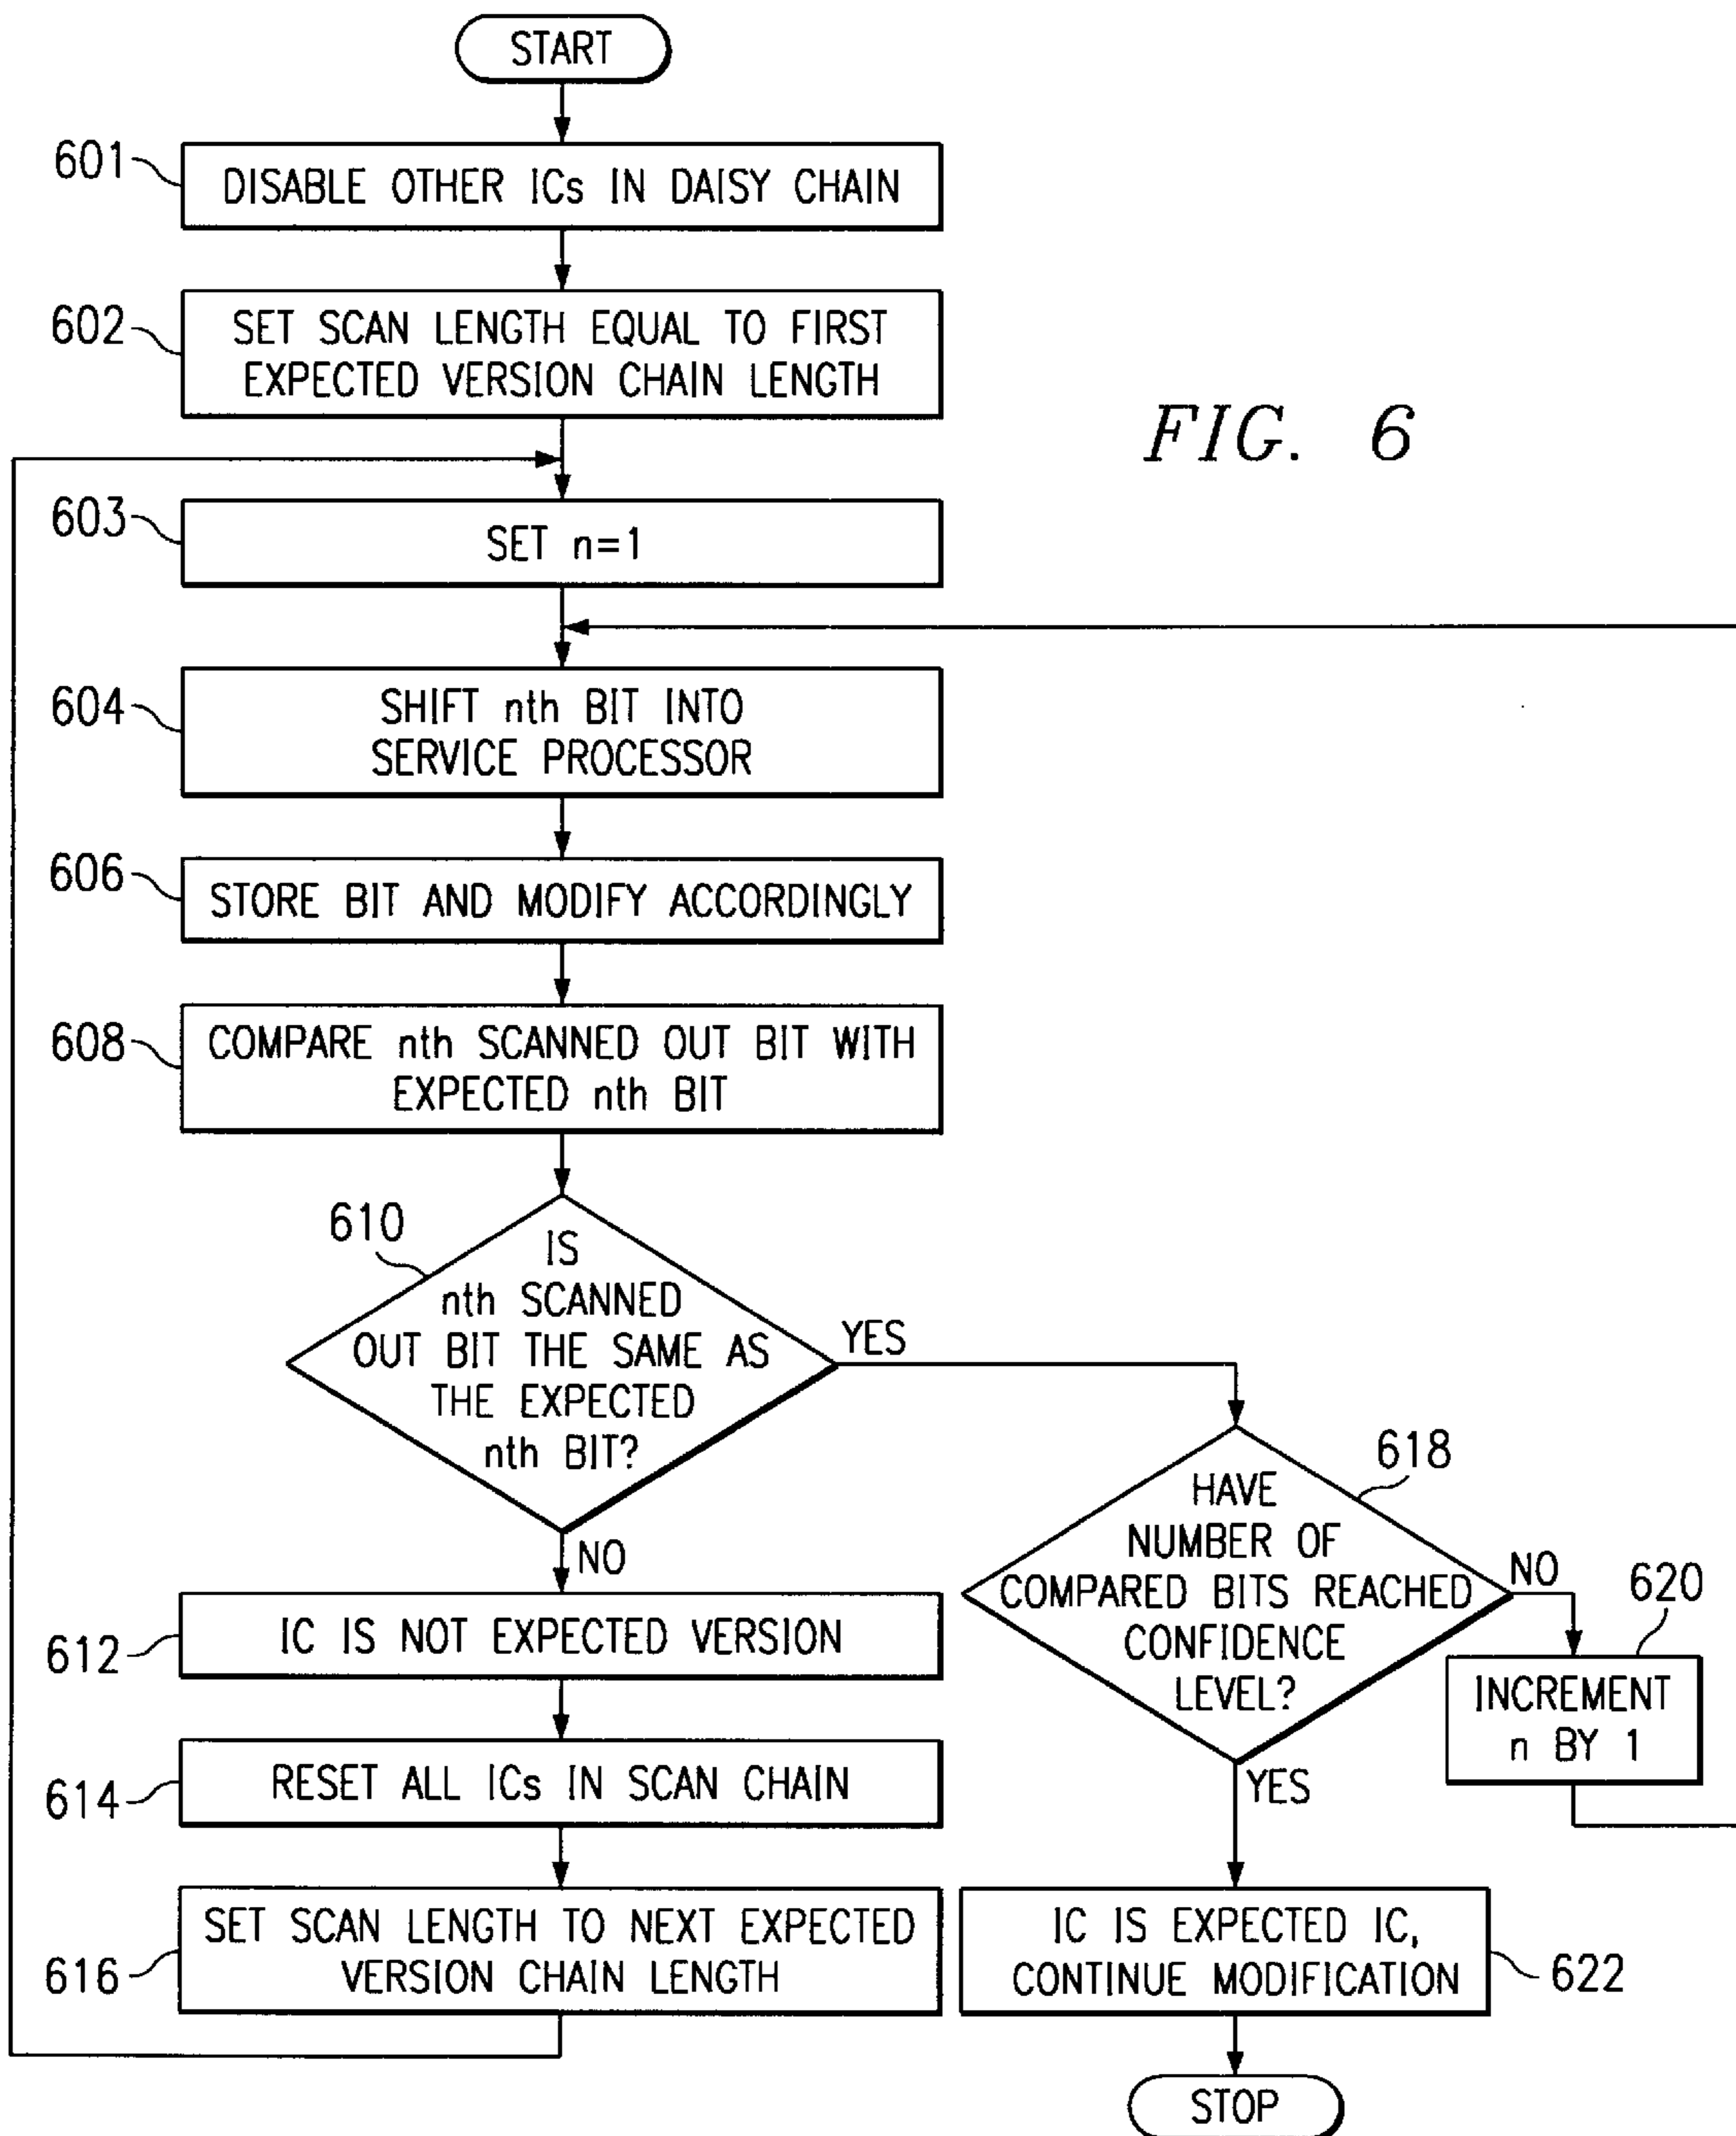 START
601
DISABLE OTHER ICs IN DAISY CHAIN
602
SET SCAN LENGTH EQUAL TO FIRST
EXPECTED VERSION CHAIN LENGTH
FIG. 6
603
SET n=1
604
SHIFT nth BIT INTO
SERVICE PROCESSOR
606
STORE BIT AND MODIFY ACCORDINGLY
608
COMPARE nth SCANNED OUT BIT WITH
EXPECTED nth BIT
610
IS
nth SCANNED
OUT BIT THE SAME AS
THE EXPECTED
nth BIT?
YES
NO
618
HAVE
NUMBER OF
COMPARED BITS REACHED
CONFIDENCE
LEVEL?
NO
YES
620
INCREMENT
n BY 1
612
IC IS NOT EXPECTED VERSION
614
RESET ALL ICs IN SCAN CHAIN
616
SET SCAN LENGTH TO NEXT EXPECTED
VERSION CHAIN LENGTH
IC IS EXPECTED IC,
CONTINUE MODIFICATION
622
STOP